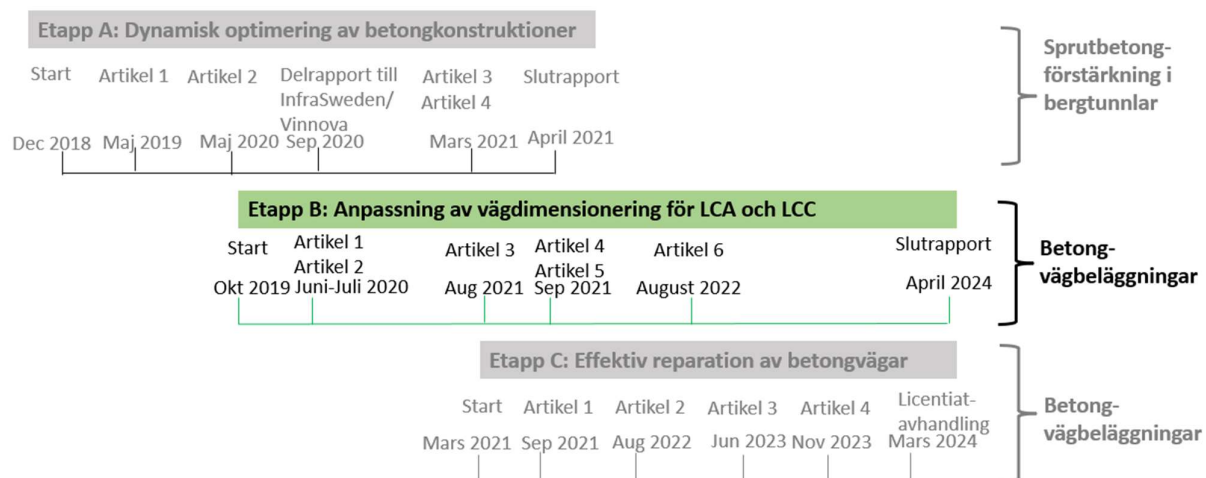 Etapp A: Dynamisk optimering av betongkonstruktioner
Start
Artikel 1
Artikel 2
Delrapport till
InfraSweden/
Vinnova
Artikel 3
Artikel 4
Slutrapport
Dec 2018
Maj 2019
Maj 2020
Sep 2020
Mars 2021
April 2021
Sprutbetong-
förstärkning i
bergtunnlar
Etapp B: Anpassning av vägdimensionering för LCA och LCC
Start
Artikel 1
Artikel 2
Artikel 3
Artikel 4
Artikel 5
Artikel 6
Slutrapport
Okt 2019
Juni-Juli 2020
Aug 2021
Sep 2021
August 2022
April 2024
Betong-
vägbeläggningar
Etapp C: Effektiv reparation av betongvägar
Start
Artikel 1
Artikel 2
Artikel 3
Artikel 4
Licentiat-
avhandling
Mars 2021
Sep 2021
Aug 2022
Jun 2023
Nov 2023
Mars 2024
Betong-
vägbeläggningar